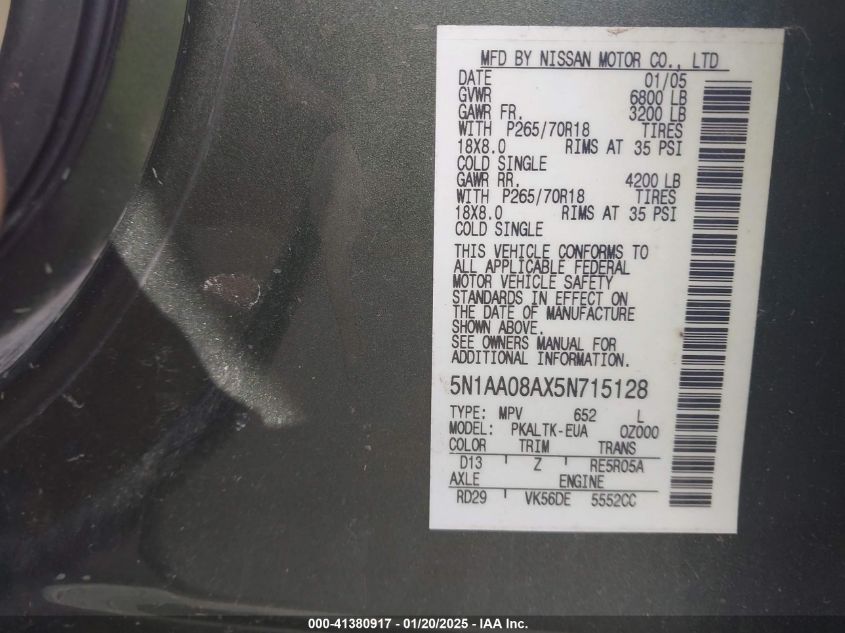 MFD BY NISSAN MOTOR CO., LTD
DATE 01/05
GVWR 6800 LB
GAWR FR. 3200 LB
WITH P265/70R18 TIRES
18X8.0 RIMS AT 35 PSI
COLD SINGLE
GAWR RR. 4200 LB
WITH P265/70R18 TIRES
18X8.0 RIMS AT 35 PSI
COLD SINGLE
THIS VEHICLE CONFORMS TO
ALL APPLICABLE FEDERAL
MOTOR VEHICLE SAFETY
STANDARDS IN EFFECT ON
THE DATE OF MANUFACTURE
SHOWN ABOVE.
SEE OWNERS MANUAL FOR
ADDITIONAL INFORMATION.
5N1AA08AX5N715128
TYPE: MPV 652 L
MODEL: PKALTK-EUA 0Z000
COLOR TRIM TRANS
D13 Z RE5R05A
AXLE ENGINE
RD29 VK56DE 5552CC
000-41380917 - 01/20/2025 - IAA Inc.